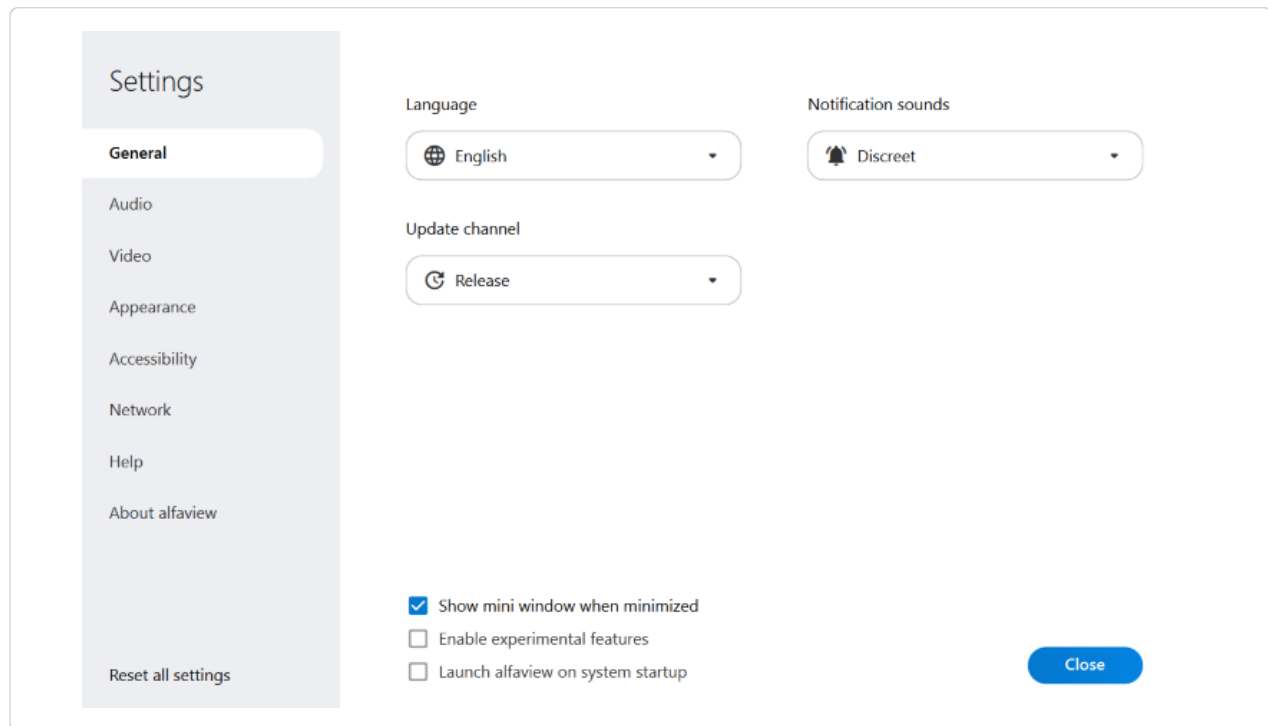 Settings
General
Audio
Video
Appearance
Accessibility
Network
Help
About alfaview
Reset all settings
Language
English
Notification sounds
Discreet
Update channel
Release
Show mini window when minimized
Enable experimental features
Launch alfaview on system startup
Close